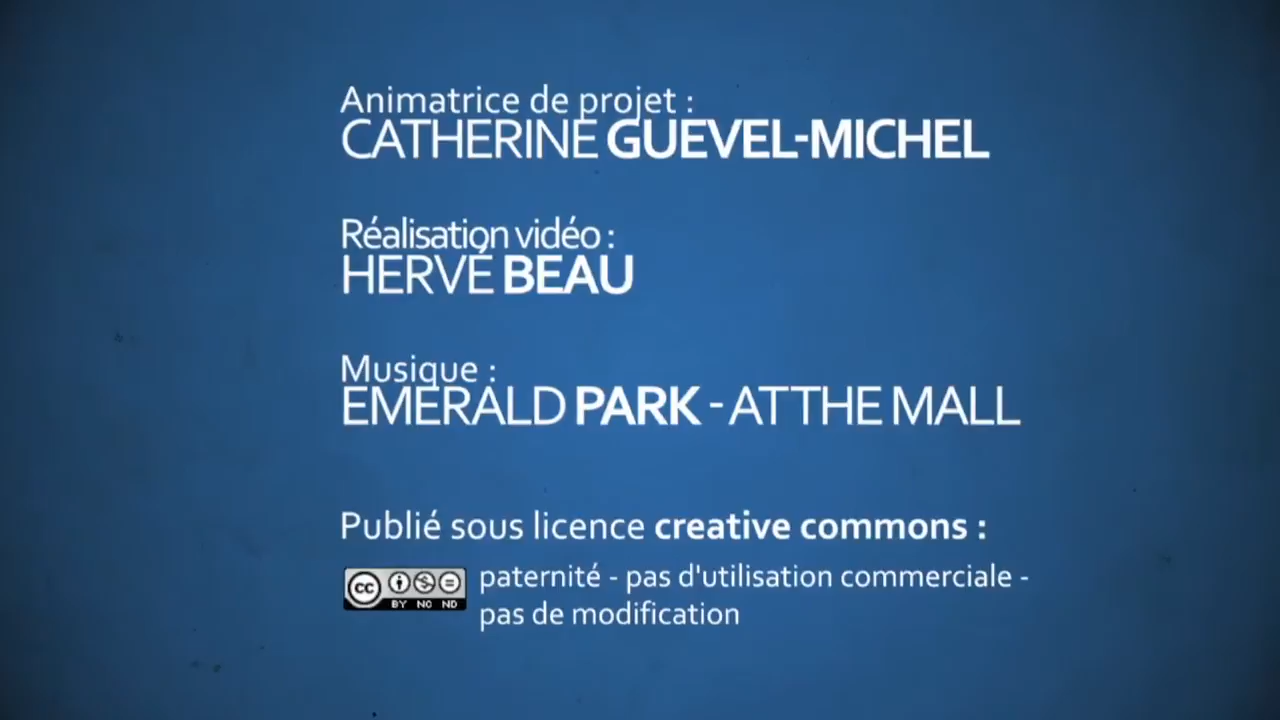 Animatrice de projet :
CATHERINE GUEVEL-MICHEL
Réalisation vidéo :
HERVÉ BEAU
Musique :
EMERALD PARK - AT THE MALL
Publié sous licence creative commons :
cc BY NC ND
paternité - pas d'utilisation commerciale -
pas de modification